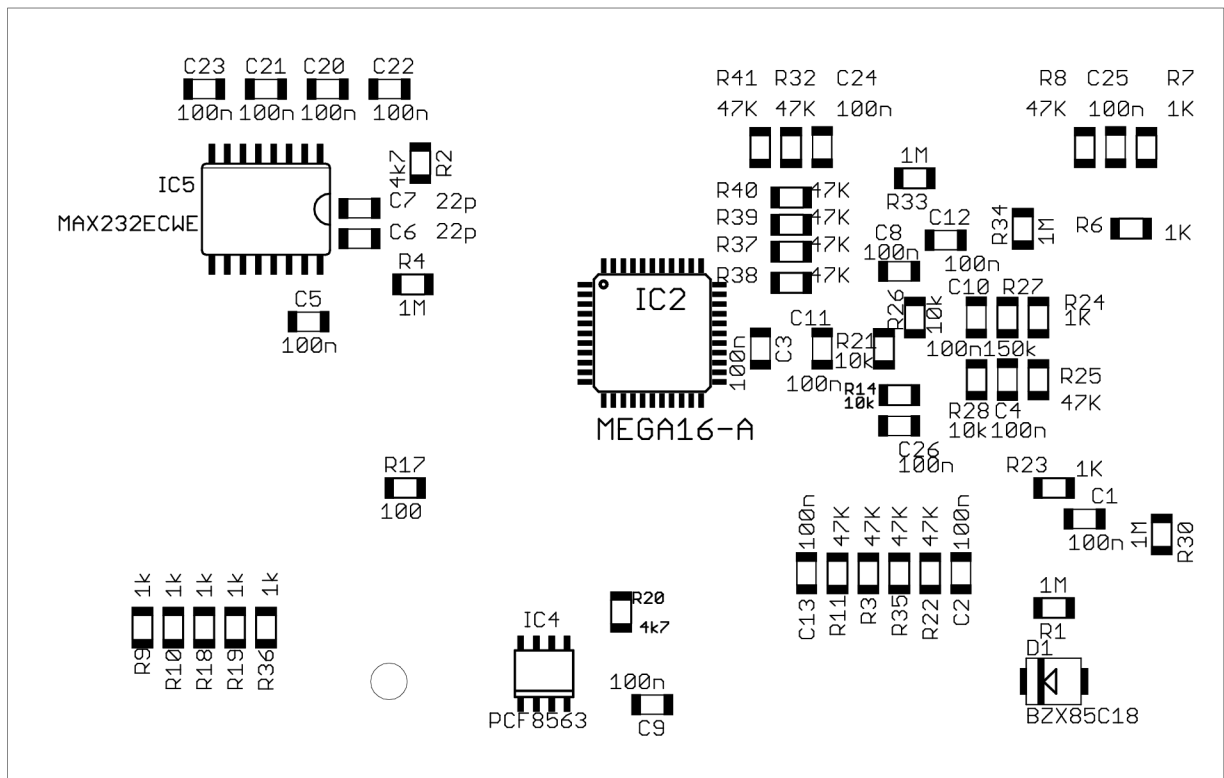 C23 C21 C20 C22
100n 100n 100n 100n
R41 R32 C24
47K 47K 100n
R8 C25 R7
47K 100n 1K
IC5
MAX232ECWE
4k7
R2
C7 22p
C6 22p
R4
1M
C5
100n
R40 47K
R39 47K
R37 47K
R38 47K
1M
R33
C12
100n
C8
100n
R34
1M
R6 1K
IC2
MEGA16-A
100n
C3
C11
100n
R21
10k
R26
10k
C10 R27 R24
1K
100n 150k
R25
47K
R14
10k
R28 C4
10k 100n
C26
100n
R23 1K
C1
100n
1M
R30
R17
100
100n 47K 47K 47K 47K 100n
C13 R11 R3 R35 R22 C2
1M
R1
D1
BZX85C18
1k 1k 1k 1k 1k
R9 R10 R18 R19 R36
R20
4k7
IC4
PCF8563
100n
C9